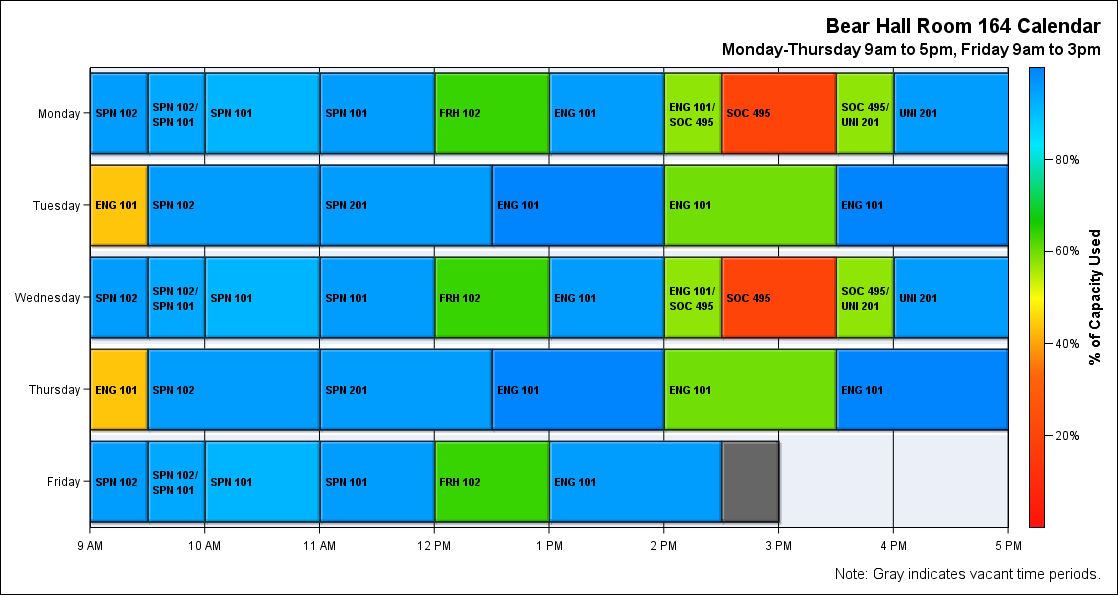 Bear Hall Room 164 Calendar
Monday-Thursday 9am to 5pm, Friday 9am to 3pm
Monday
SPN 102
SPN 102/
SPN 101
SPN 101
SPN 101
FRH 102
ENG 101
ENG 101/
SOC 495
SOC 495
SOC 495/
UNI 201
UNI 201
Tuesday
ENG 101
SPN 102
SPN 201
ENG 101
ENG 101
ENG 101
Wednesday
SPN 102
SPN 102/
SPN 101
SPN 101
SPN 101
FRH 102
ENG 101
ENG 101/
SOC 495
SOC 495
SOC 495/
UNI 201
UNI 201
Thursday
ENG 101
SPN 102
SPN 201
ENG 101
ENG 101
ENG 101
Friday
SPN 102
SPN 102/
SPN 101
SPN 101
SPN 101
FRH 102
ENG 101
9 AM
10 AM
11 AM
12 PM
1 PM
2 PM
3 PM
4 PM
5 PM
80%
60%
40%
20%
% of Capacity Used
Note: Gray indicates vacant time periods.